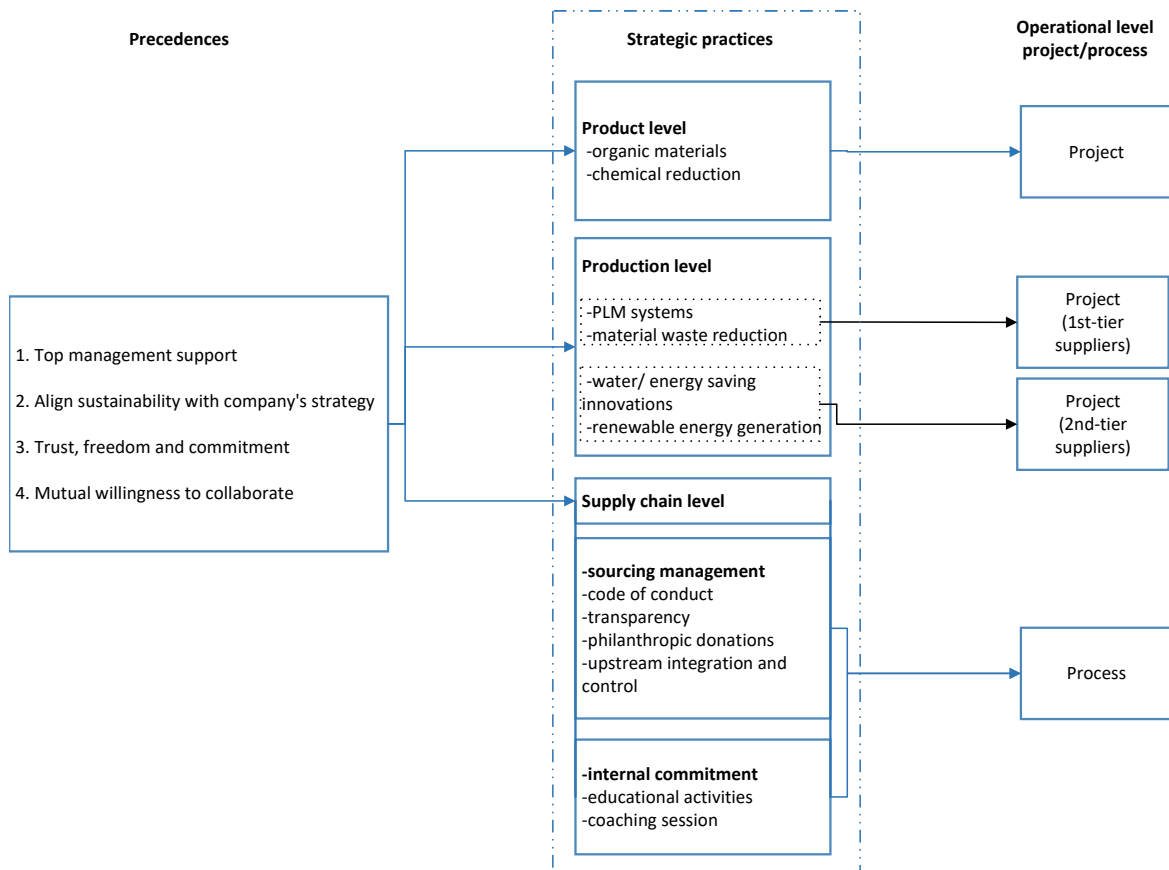 Precedences
Strategic practices
Operational level
project/process
1. Top management support
2. Align sustainability with company's strategy
3. Trust, freedom and commitment
4. Mutual willingness to collaborate
Product level
-organic materials
-chemical reduction
Production level
-PLM systems
-material waste reduction
-water/ energy saving
innovations
-renewable energy generation
Supply chain level
-sourcing management
-code of conduct
-transparency
-philanthropic donations
-upstream integration and
control
-internal commitment
-educational activities
-coaching session
Project
Project
(1st-tier
suppliers)
Project
(2nd-tier
suppliers)
Process